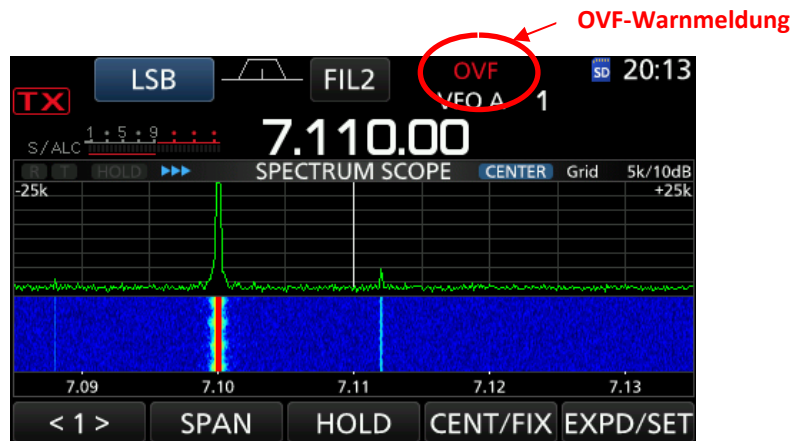 OVF-Warnmeldung
LSB FIL2 OVF SD 20:13
TX VFO A 1
S/ALC 1 : 5 : 9 : : : 7.110.00
R T HOLD SPECTRUM SCOPE CENTER Grid 5k/10dB
-25k +25k
7.09 7.10 7.11 7.12 7.13
< 1 > SPAN HOLD CENT/FIX EXPD/SET